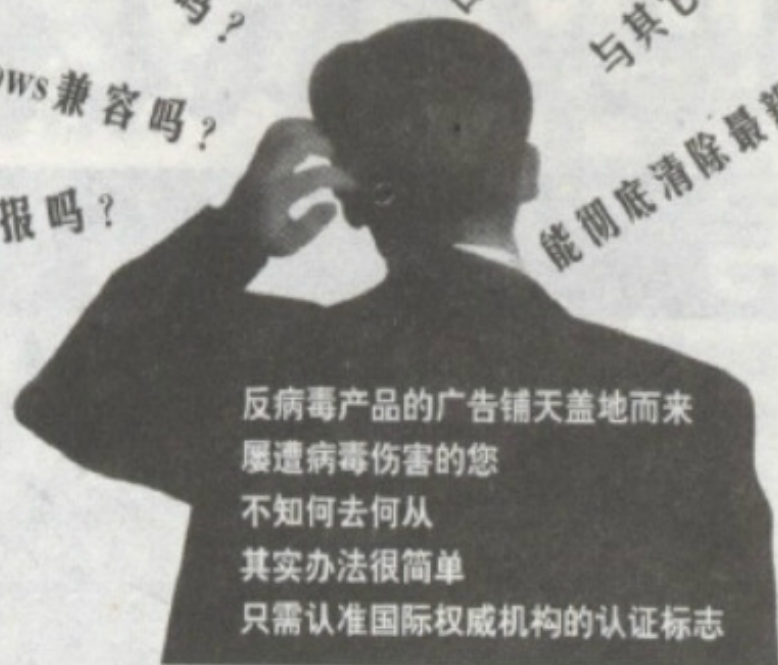 吗?
ows兼容吗?
报吗?
与其它
能彻底清除最新
反病毒产品的广告铺天盖地而来
屡遭病毒伤害的您
不知何去何从
其实办法很简单
只需认准国际权威机构的认证标志